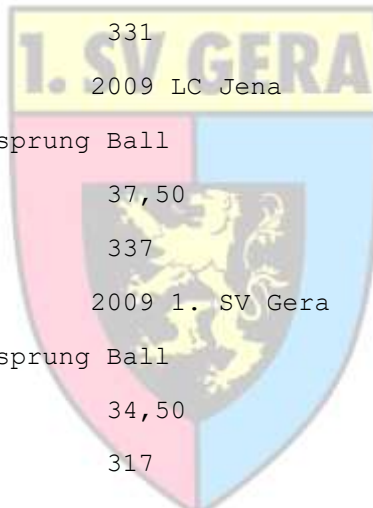 331
1. SV GERA
2009 LC Jena
sprung Ball
37,50
337
2009 1. SV Gera
sprung Ball
34,50
317